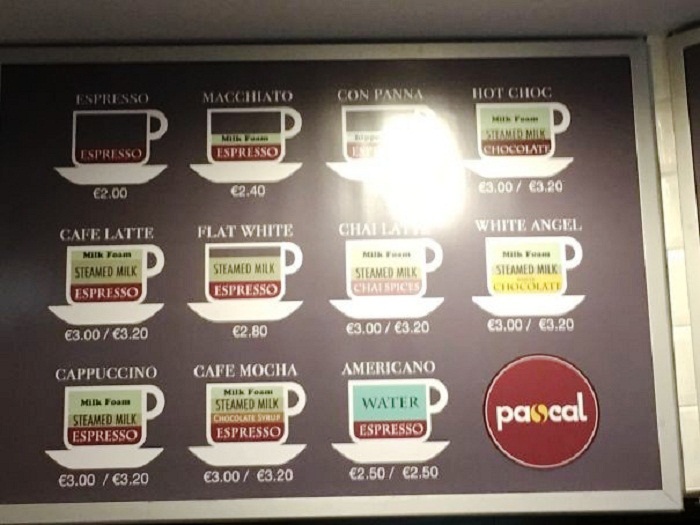 ESPRESSO
ESPRESSO
€2.00
MACCHIATO
Milk Foam
ESPRESSO
€2.40
CON PANNA
HOT CHOC
Milk Foam
STEAMED MILK
CHOCOLATE
€3.00 / €3.20
CAFE LATTE
Milk Foam
STEAMED MILK
ESPRESSO
€3.00 / €3.20
FLAT WHITE
STEAMED MILK
ESPRESSO
€2.80
CHAI
Milk Foam
STEAMED MILK
CHAI SPICES
€3.00 / €3.20
WHITE ANGEL
Milk Foam
STEAMED MILK
CHOCOLATE
€3.00 / €3.20
CAPPUCCINO
Milk Foam
STEAMED MILK
ESPRESSO
€3.00 / €3.20
CAFE MOCHA
Milk Foam
STEAMED MILK
CHOCOLATE SYRUP
ESPRESSO
€3.00 / €3.20
AMERICANO
WATER
ESPRESSO
€2.50 / €2.50
pascal